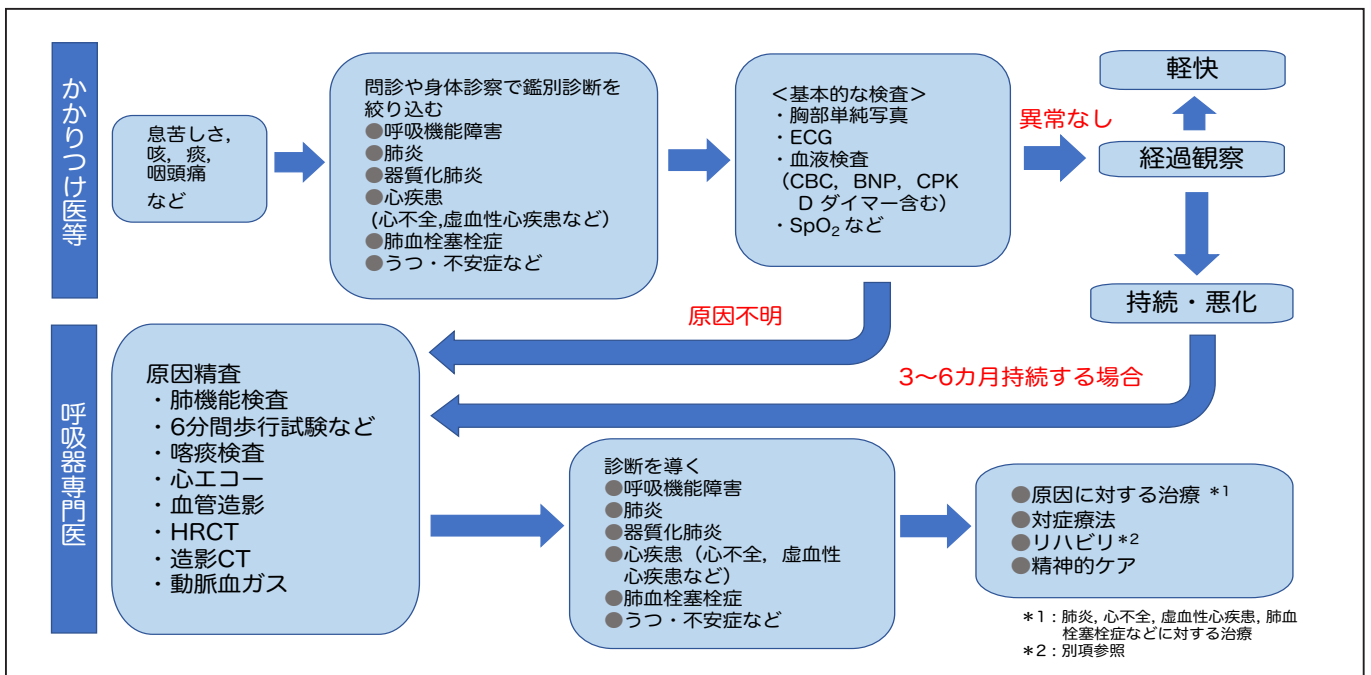 かかりつけ医等
息苦しさ,
咳, 痰,
咽頭痛
など
問診や身体診察で鑑別診断を
絞り込む
●呼吸機能障害
●肺炎
●器質化肺炎
●心疾患
(心不全,虚血性心疾患など)
●肺血栓塞栓症
●うつ・不安症など
<基本的な検査>
・胸部単純写真
・ECG
・血液検査
(CBC, BNP, CPK
D ダイマー含む)
・SpO₂ など
異常なし
軽快
経過観察
持続・悪化
原因不明
3〜6カ月持続する場合
呼吸器専門医
原因精査
・肺機能検査
・6分間歩行試験など
・喀痰検査
・心エコー
・血管造影
・HRCT
・造影CT
・動脈血ガス
診断を導く
●呼吸機能障害
●肺炎
●器質化肺炎
●心疾患（心不全, 虚血性
心疾患など）
●肺血栓塞栓症
●うつ・不安症など
●原因に対する治療 *1
●対症療法
●リハビリ*2
●精神的ケア
*1：肺炎, 心不全, 虚血性心疾患, 肺血
栓塞栓症などに対する治療
*2：別項参照